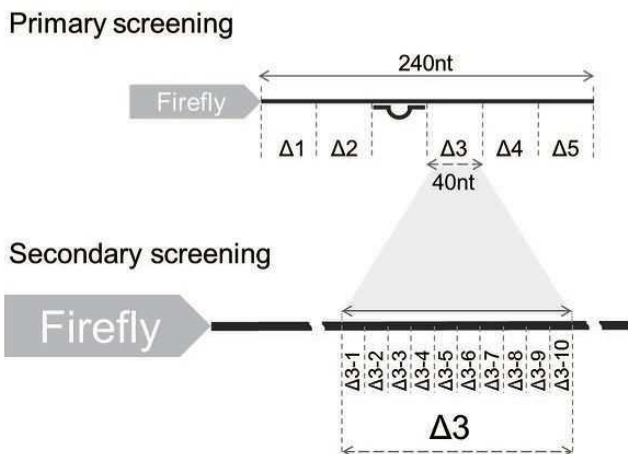 Primary screening
240nt
Firefly
Δ1 Δ2 Δ3 Δ4 Δ5
40nt
Secondary screening
Firefly
Δ3-1
Δ3-2
Δ3-3
Δ3-4
Δ3-5
Δ3-6
Δ3-7
Δ3-8
Δ3-9
Δ3-10
Δ3